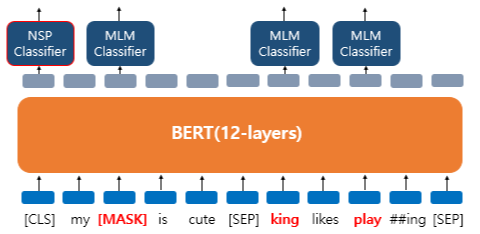 NSP Classifier
MLM Classifier
MLM Classifier
MLM Classifier
BERT(12-layers)
[CLS] my [MASK] is cute [SEP] king likes play ##ing [SEP]